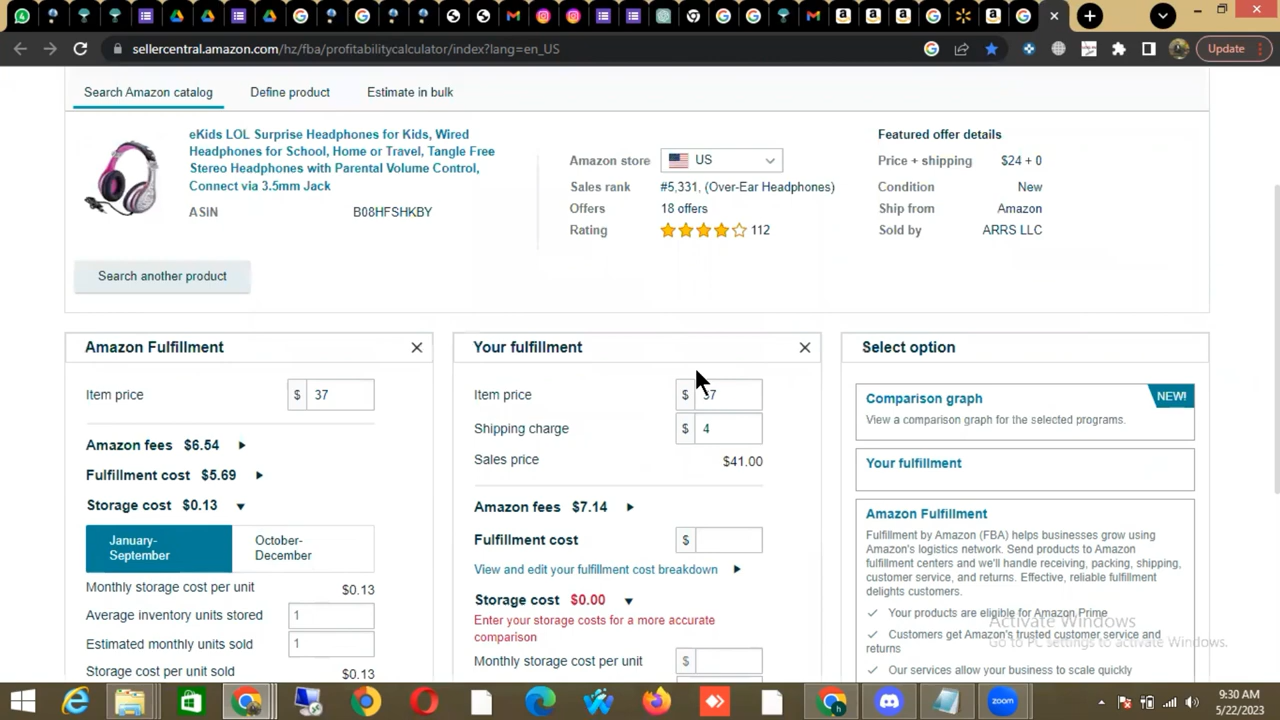 sellercentral.amazon.com/hz/fba/profitabilitycalculator/index?lang=en_US
Update
Search Amazon catalog
Define product
Estimate in bulk
eKids LOL Surprise Headphones for Kids, Wired
Headphones for School, Home or Travel, Tangle Free
Stereo Headphones with Parental Volume Control,
Connect via 3.5mm Jack
ASIN B08HFSHKBY
Amazon store US
Sales rank #5,331, (Over-Ear Headphones)
Offers 18 offers
Rating 112
Featured offer details
Price + shipping $24 + 0
Condition New
Ship from Amazon
Sold by ARRS LLC
Search another product
Amazon Fulfillment
Item price $ 37
Amazon fees $6.54
Fulfillment cost $5.69
Storage cost $0.13
January-
September
October-
December
Monthly storage cost per unit $0.13
Average inventory units stored 1
Estimated monthly units sold 1
Storage cost per unit sold $0.13
Your fulfillment
Item price $ 37
Shipping charge $ 4
Sales price $41.00
Amazon fees $7.14
Fulfillment cost $
View and edit your fulfillment cost breakdown
Storage cost $0.00
Enter your storage costs for a more accurate
comparison
Monthly storage cost per unit $
Select option
Comparison graph
NEW!
View a comparison graph for the selected programs.
Your fulfillment
Amazon Fulfillment
Fulfillment by Amazon (FBA) helps businesses grow using
Amazon's logistics network. Send products to Amazon
fulfillment centers and we'll handle receiving, packing, shipping,
customer service, and returns. Effective, reliable fulfillment
delights customers.
Your products are eligible for Amazon Prime
Customers get Amazon's trusted customer service and
returns
Our services allow your business to scale quickly
Activate Windows
Go to PC settings to activate Windows.
zoom
9:30 AM
5/22/2023